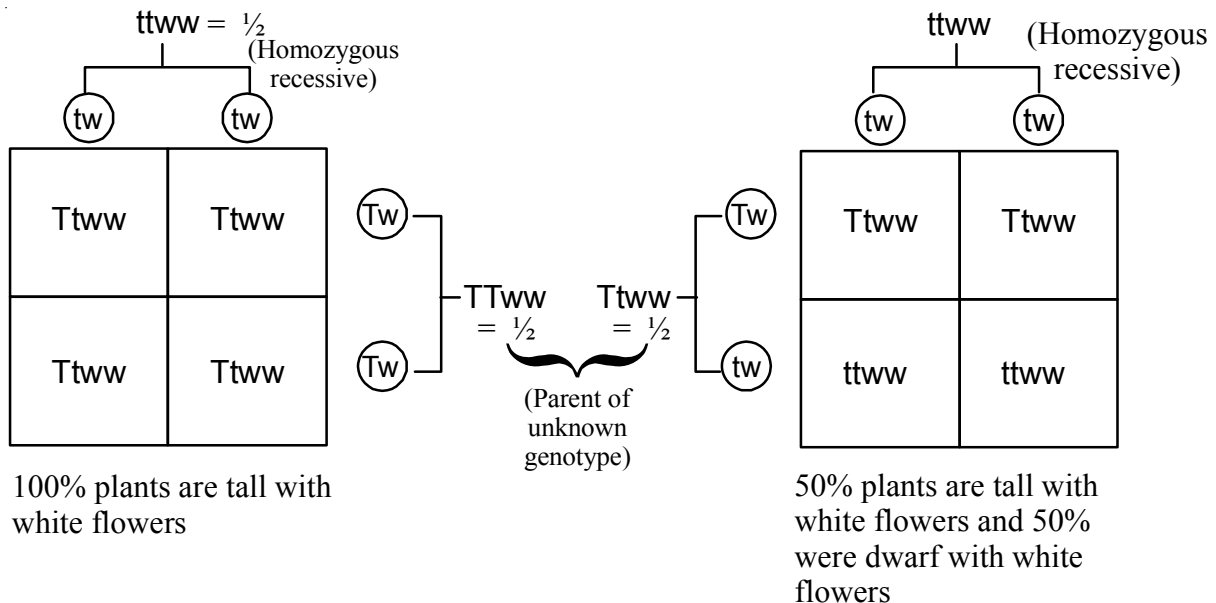 ttww = ½
(Homozygous
recessive)
tw tw
Ttww Ttww
Ttww Ttww
Tw
Tw
TTww
= ½
100% plants are tall with
white flowers
Ttww
= ½
(Parent of
unknown
genotype)
ttww
(Homozygous
recessive)
tw tw
Tw
tw
Ttww Ttww
ttww ttww
50% plants are tall with
white flowers and 50%
were dwarf with white
flowers